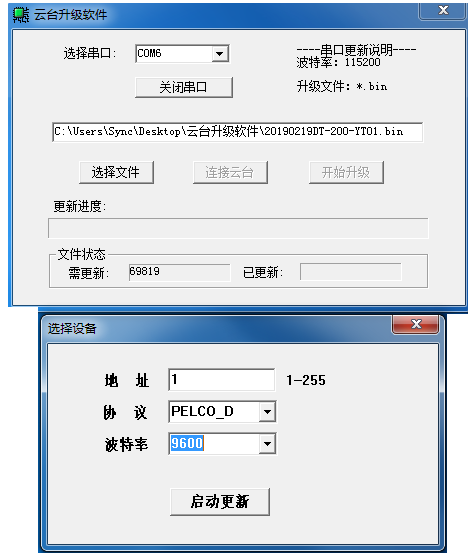 云台升级软件
选择串口: COM6 ----串口更新说明----
波特率: 115200
关闭串口 升级文件: *.bin
C:\Users\Sync\Desktop\云台升级软件\20190219DT-200-YT01.bin
选择文件 连接云台 开始升级
更新进度:
文件状态
需更新: 69819 已更新:
选择设备
地 址 1 1-255
协 议 PELCO_D
波特率 9600
启动更新